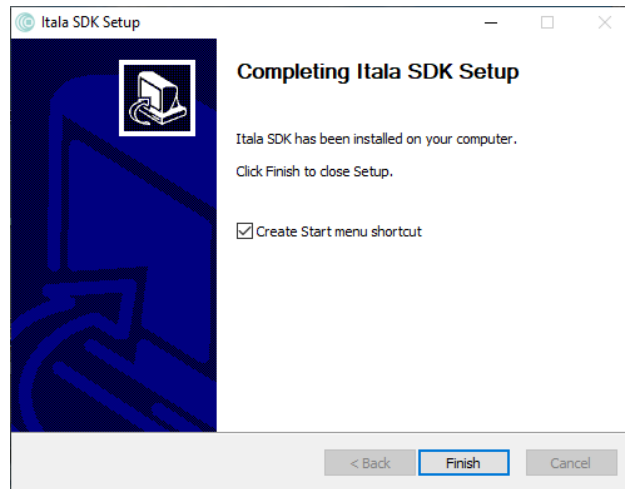 Itala SDK Setup
Completing Itala SDK Setup
Itala SDK has been installed on your computer.
Click Finish to close Setup.
Create Start menu shortcut
< Back
Finish
Cancel